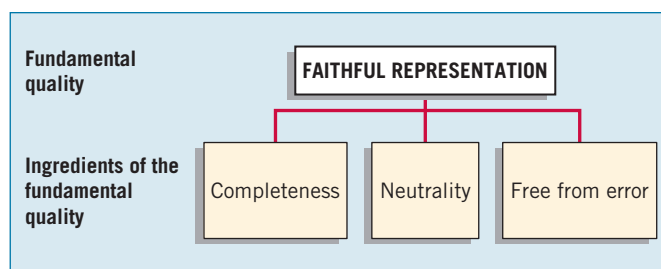 Fundamental
quality
FAITHFUL REPRESENTATION
Ingredients of the
fundamental
quality
Completeness
Neutrality
Free from error